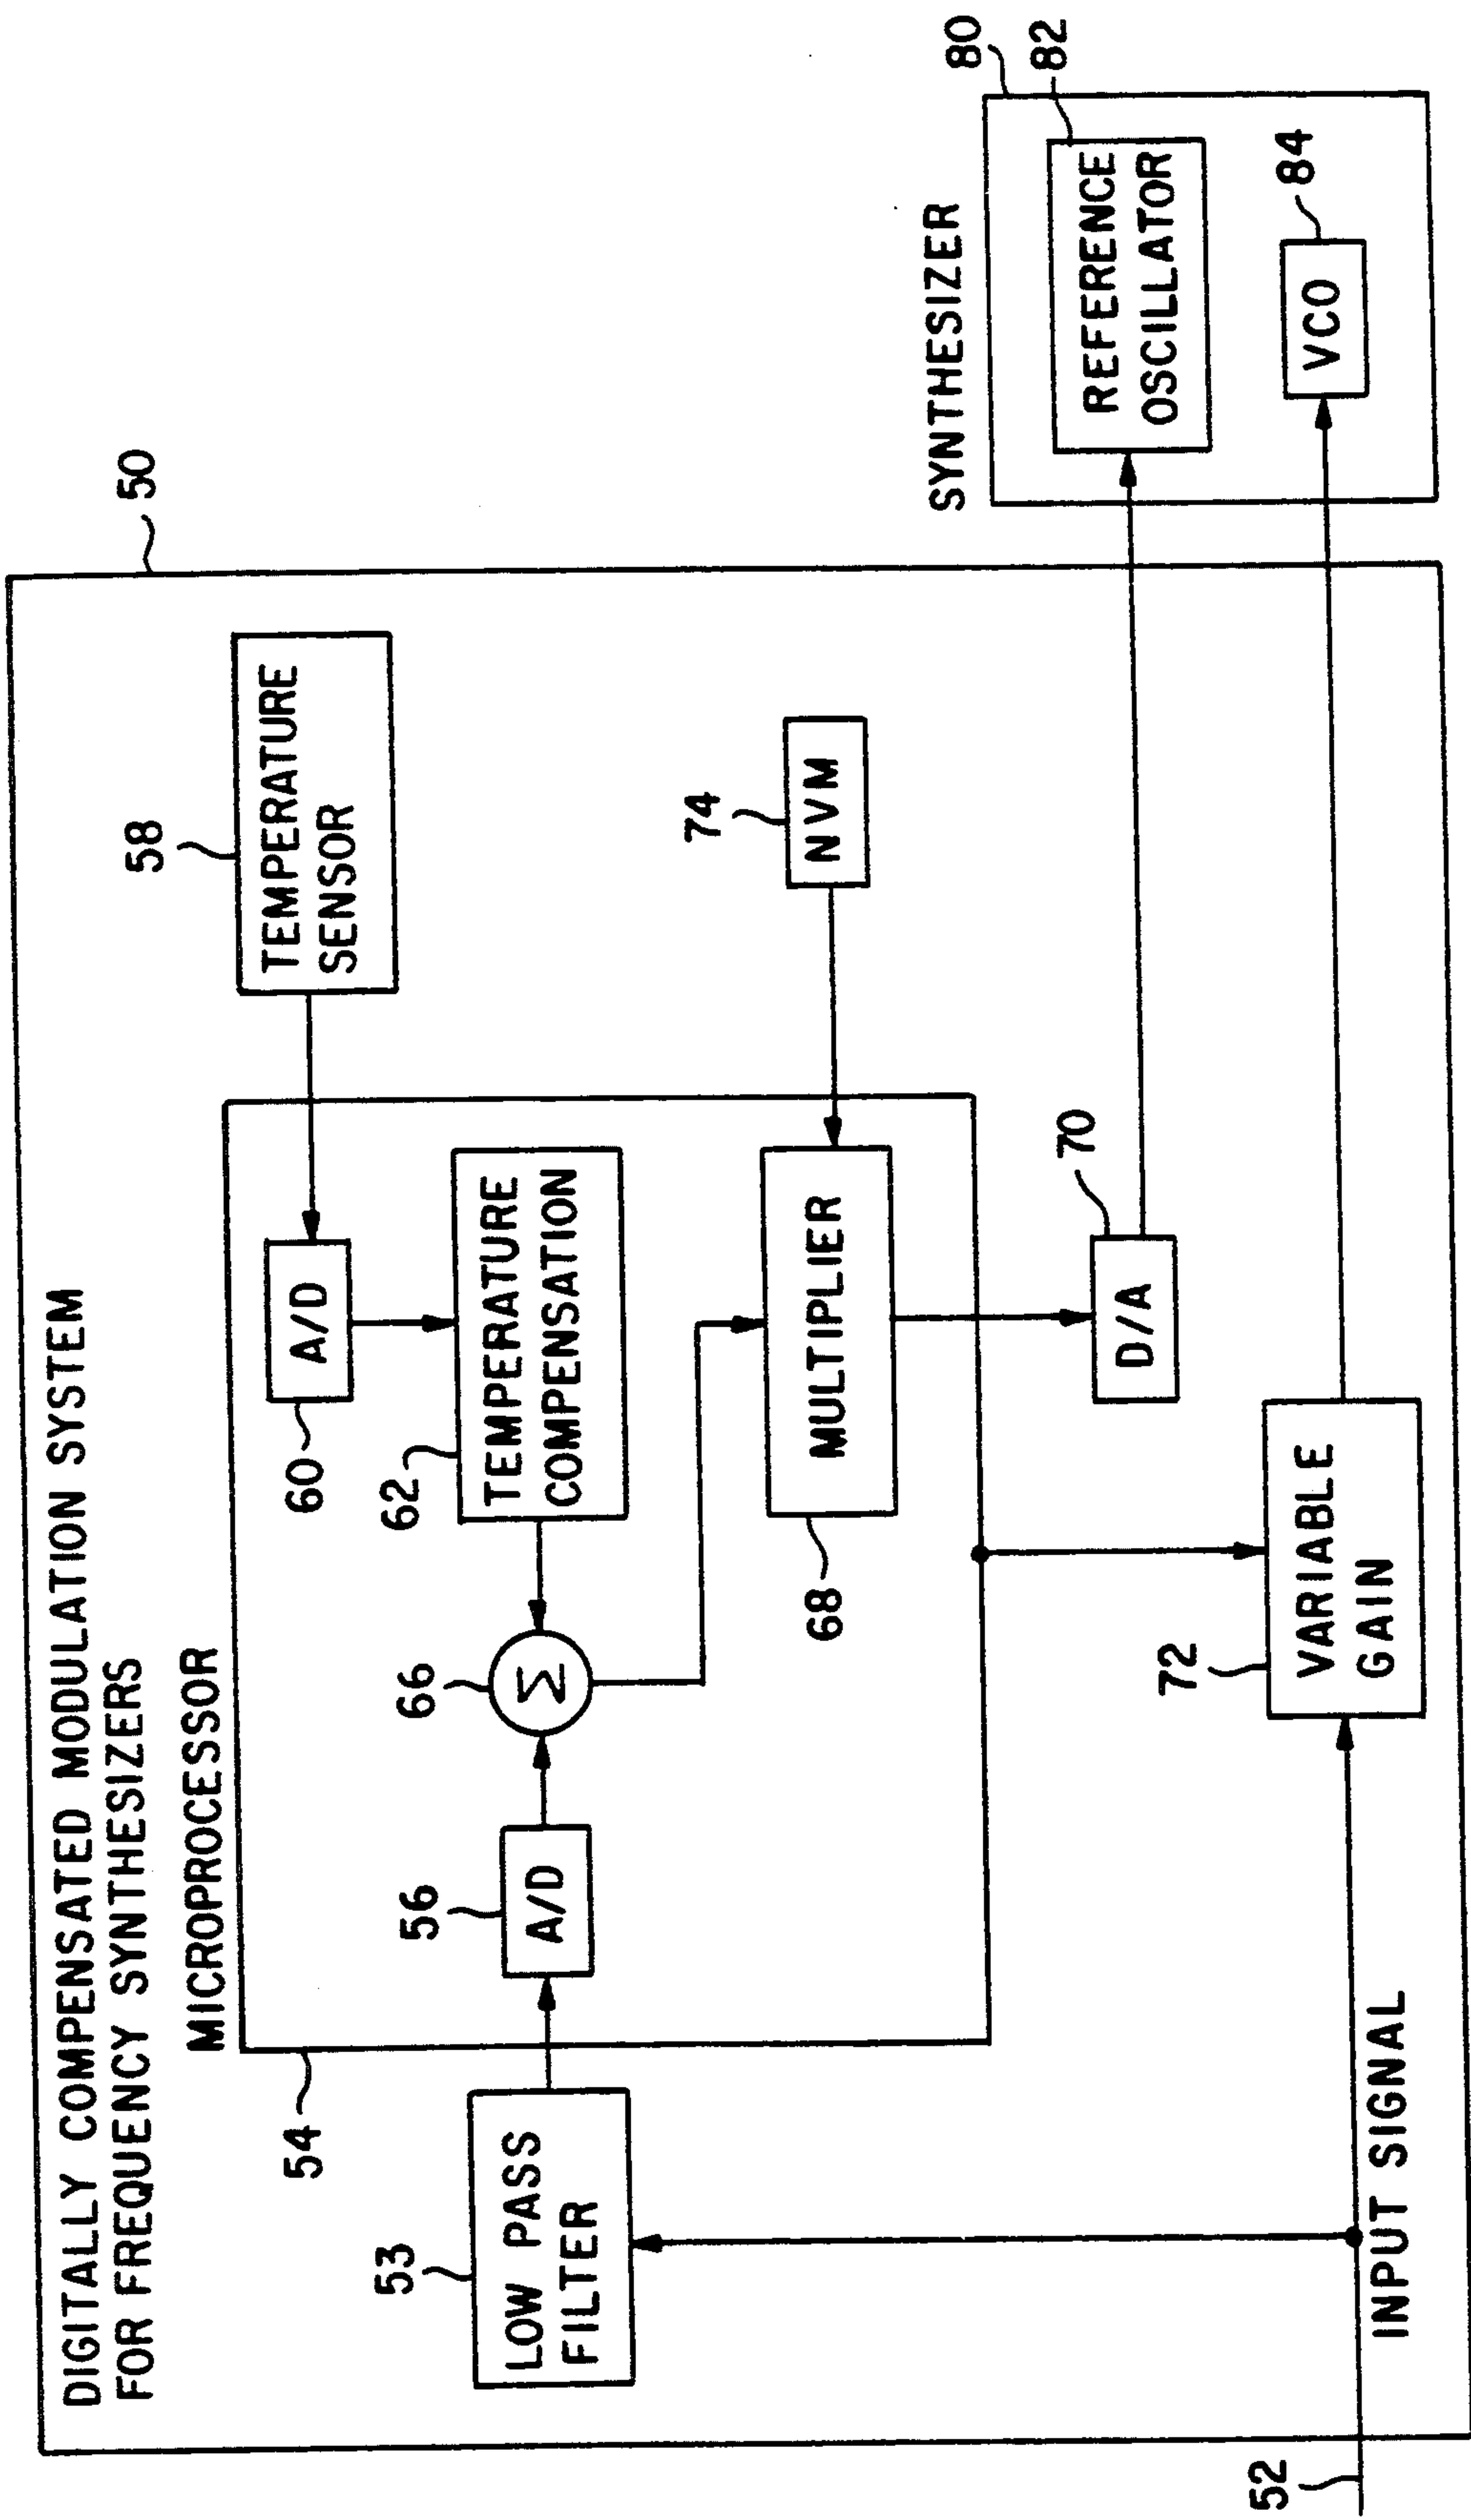 DIGITALLY COMPENSATED MODULATION SYSTEM
FOR FREQUENCY SYNTHESIZERS
50
MICROPROCESSOR
54
58
TEMPERATURE
SENSOR
60
A/D
62
TEMPERATURE
COMPENSATION
53
LOW PASS
FILTER
56
A/D
66
Σ
68
MULTIPLIER
74
NVM
70
D/A
72
VARIABLE
GAIN
52
INPUT SIGNAL
SYNTHESIZER
80
82
REFERENCE
OSCILLATOR
84
VCO